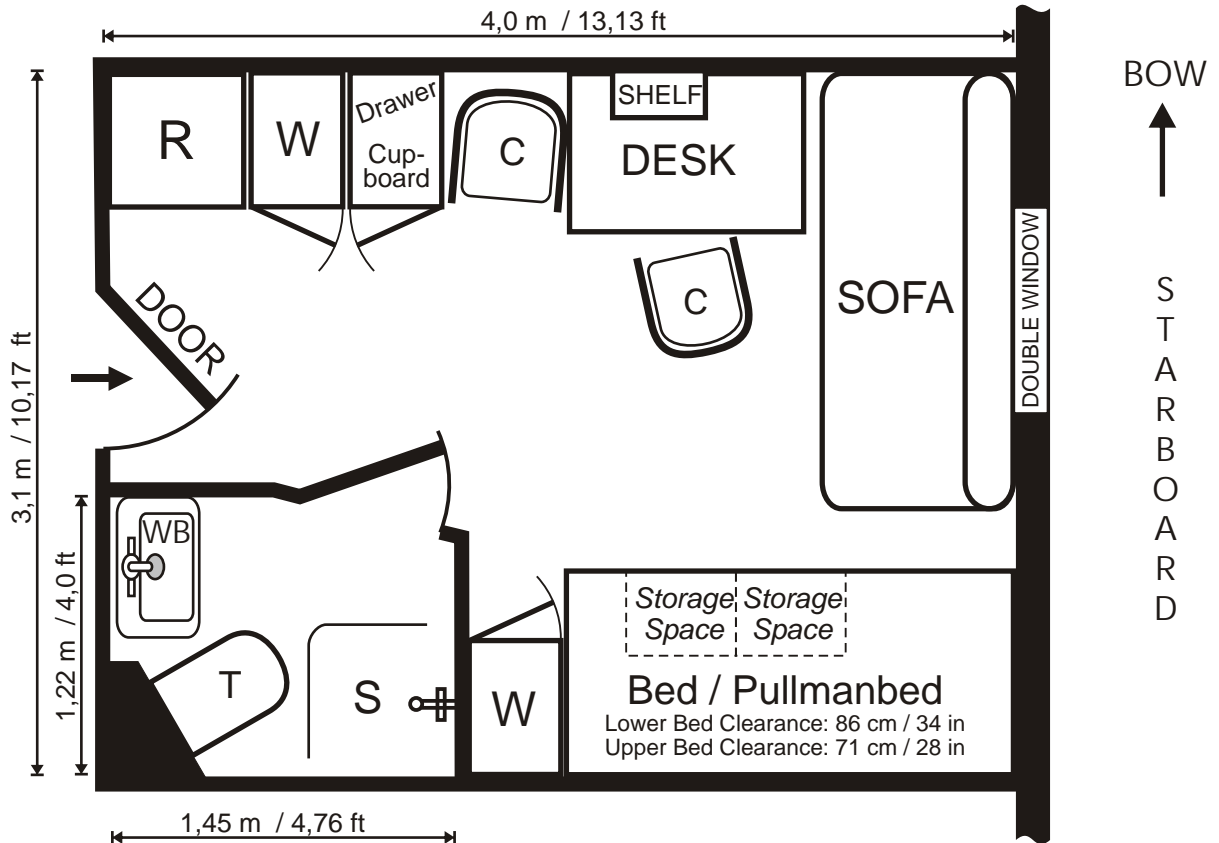 4,0 m / 13,13 ft
BOW
R
W
Drawer
Cup-
board
C
SHELF
DESK
SOFA
DOUBLE WINDOW
STARBOARD
DOOR
C
3,1 m / 10,17 ft
1,22 m / 4,0 ft
WB
T
S
W
Storage Storage
Space Space
Bed / Pullmanbed
Lower Bed Clearance: 86 cm / 34 in
Upper Bed Clearance: 71 cm / 28 in
1,45 m / 4,76 ft